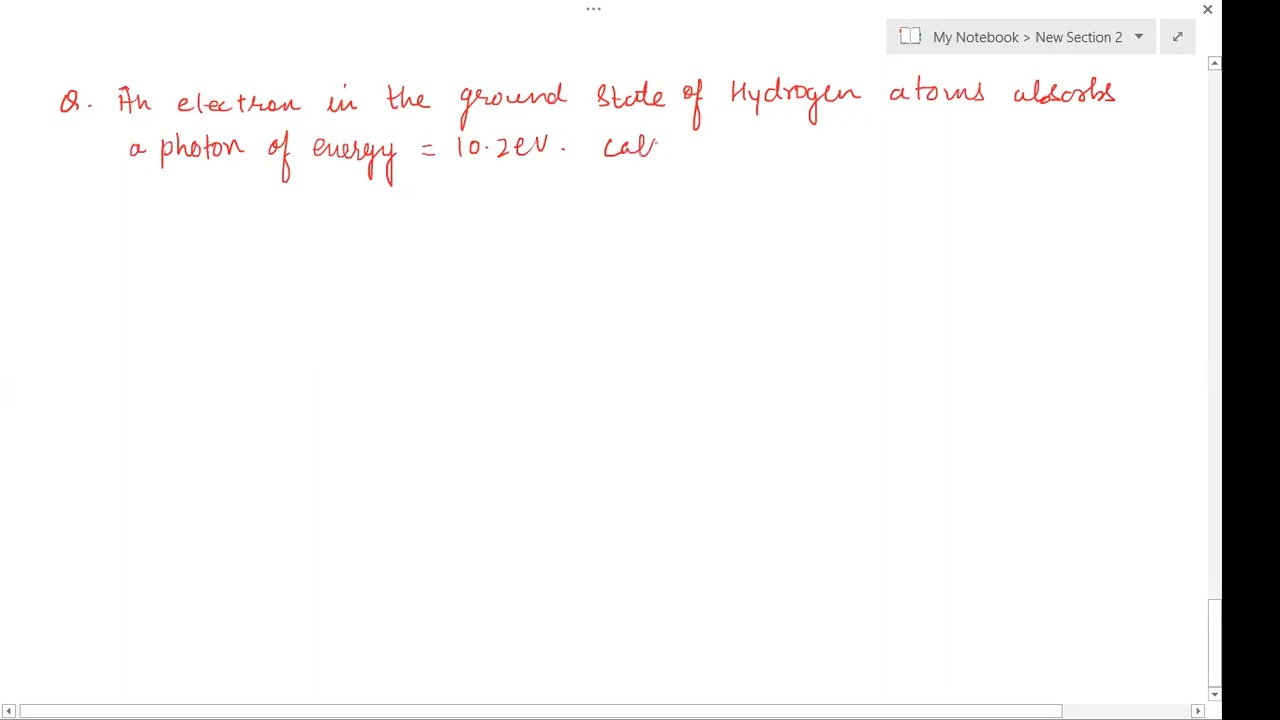 ...
My Notebook > New Section 2
Q. An electron in the ground state of Hydrogen atoms absorbs
a photon of energy = 10.2eV. cal